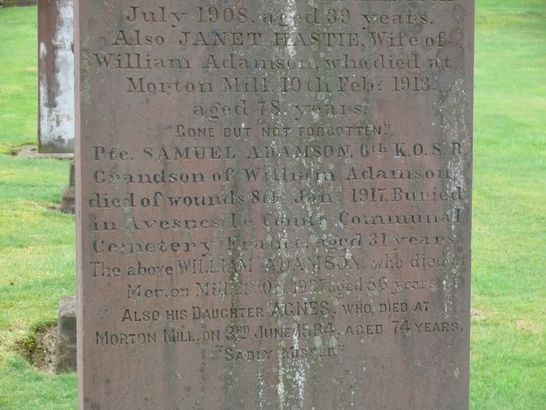 July 1908, aged 39 years.
Also JANET HASTIE, Wife of
William Adamson, who died at
Morton Mill, 10th Feby 1913.
aged 78 years.
"GONE BUT NOT FORGOTTEN."
Pte. SAMUEL ADAMSON, 6th K.O.S.B.
Grandson of William Adamson
died of wounds 8th Jany 1917. Buried
in Avesnes Le Comte Communal
Cemetery France, aged 31 years.
The above WILLIAM ADAMSON, who died at
Morton Mill aged 86 years
ALSO HIS DAUGHTER AGNES, WHO DIED AT
MORTON MILL, ON 3RD JUNE, AGED 74 YEARS.
"SADLY MISSED"